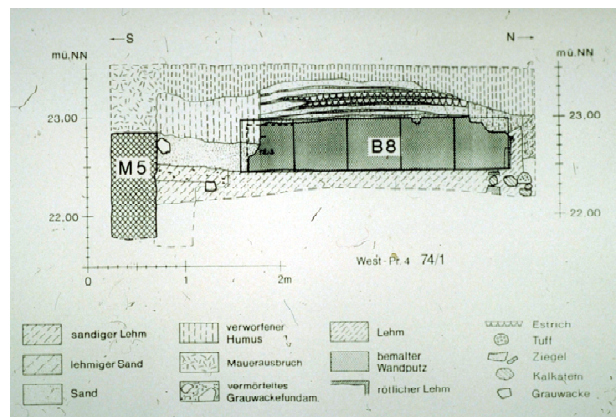 S N
mü.NN mü,NN
23.00 23.00
M 5 B8
22.00 22.00
0 1 2m
West-Pr. 4 74/1
sandiger Lehm
lehmiger Sand
Sand
verworfener
Humus
Mauerausbruch
vermörteltes
Grauwackefundam.
Lehm
bemalter
Wandputz
rötlicher Lehm
Estrich
Tuff
Ziegel
Kalkstein
Grauwacke